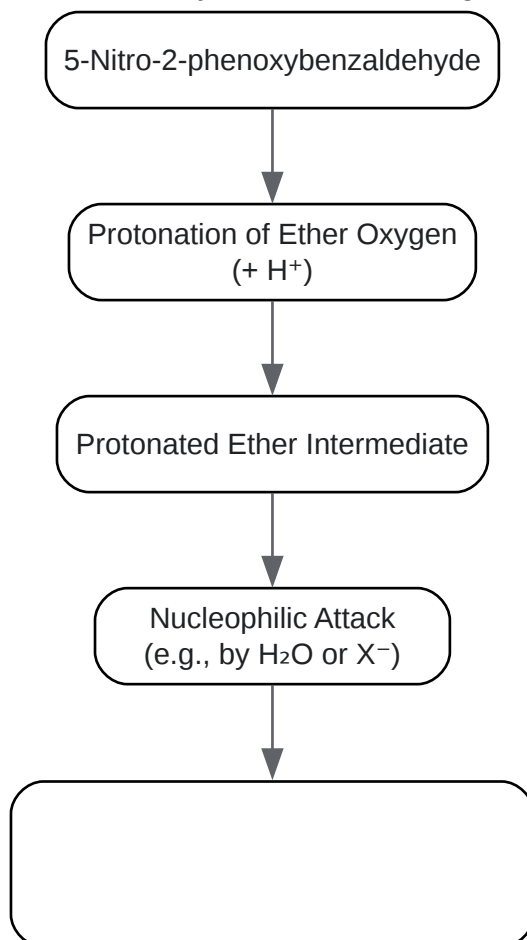 5-Nitro-2-phenoxybenzaldehyde
Protonation of Ether Oxygen
(+ H⁺)
Protonated Ether Intermediate
Nucleophilic Attack
(e.g., by H₂O or X⁻)